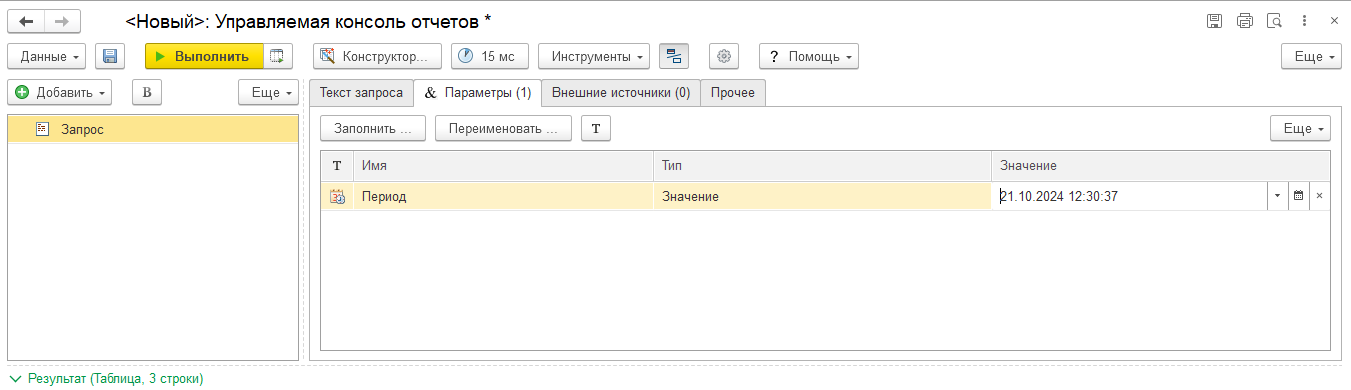 <Новый>: Управляемая консоль отчетов *
Данные Выполнить Конструктор... 15 мс Инструменты ? Помощь Еще
Добавить В Еще
Текст запроса & Параметры (1) Внешние источники (0) Прочее
Запрос
Заполнить ... Переименовать ... Т Еще
Т Имя Тип Значение
Период Значение 21.10.2024 12:30:37
Результат (Таблица, 3 строки)